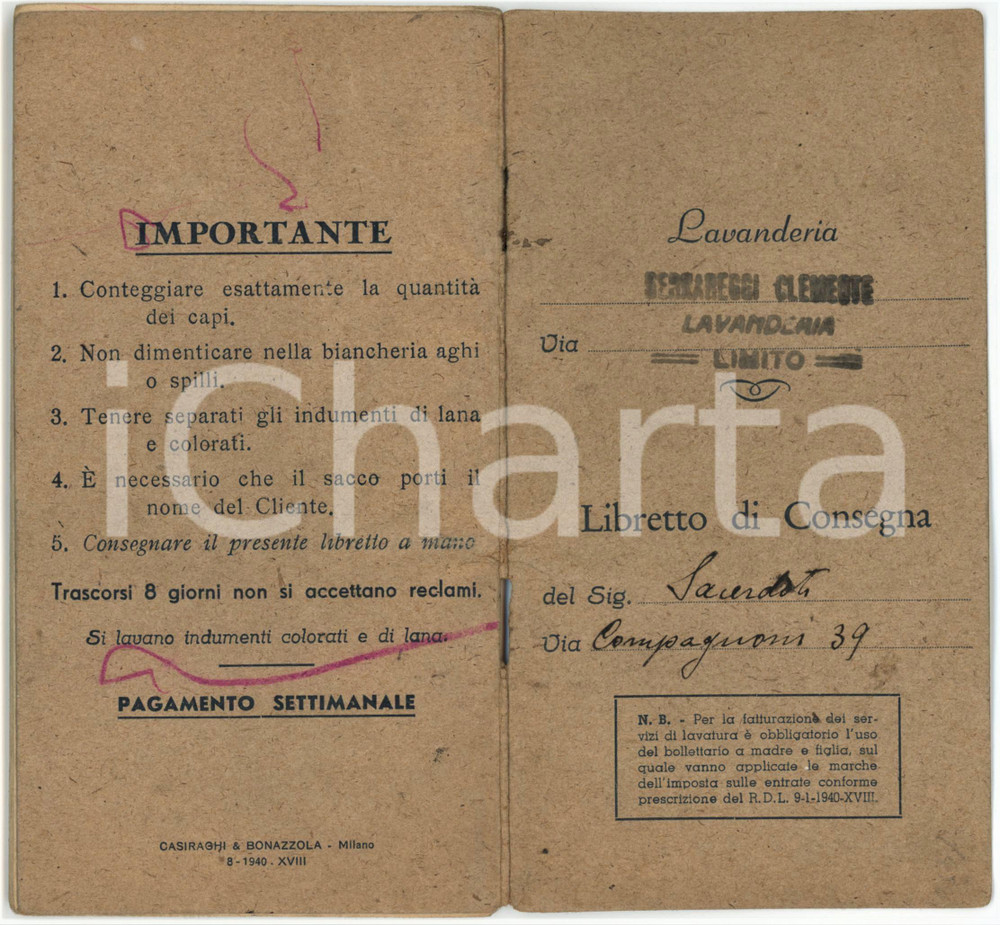 IMPORTANTE
1. Conteggiare esattamente la quantità
dei capi.
2. Non dimenticare nella biancheria aghi
o spilli.
3. Tenere separati gli indumenti di lana
e colorati.
4. È necessario che il sacco porti il
nome del Cliente.
5. Consegnare il presente libretto a mano
Trascorsi 8 giorni non si accettano reclami.
Si lavano indumenti colorati e di lana.
PAGAMENTO SETTIMANALE
CASIRAGHI & BONAZZOLA - Milano
8-1940 . XVIII
Lavanderia
CLEMENTE
LAVANDERIA
Via
LIMITO
Libretto di Consegna
del Sig. Sacerdoti
Via Compagnoni 39
N. B. - Per la fatturazione dei ser-
vizi di lavatura è obbligatorio l'uso
del bollettario a madre e figlia, sul
quale vanno applicate le marche
dell'imposta sulle entrate conforme
prescrizione del R.D.L. 9-1-1940-XVIII.
iCharta